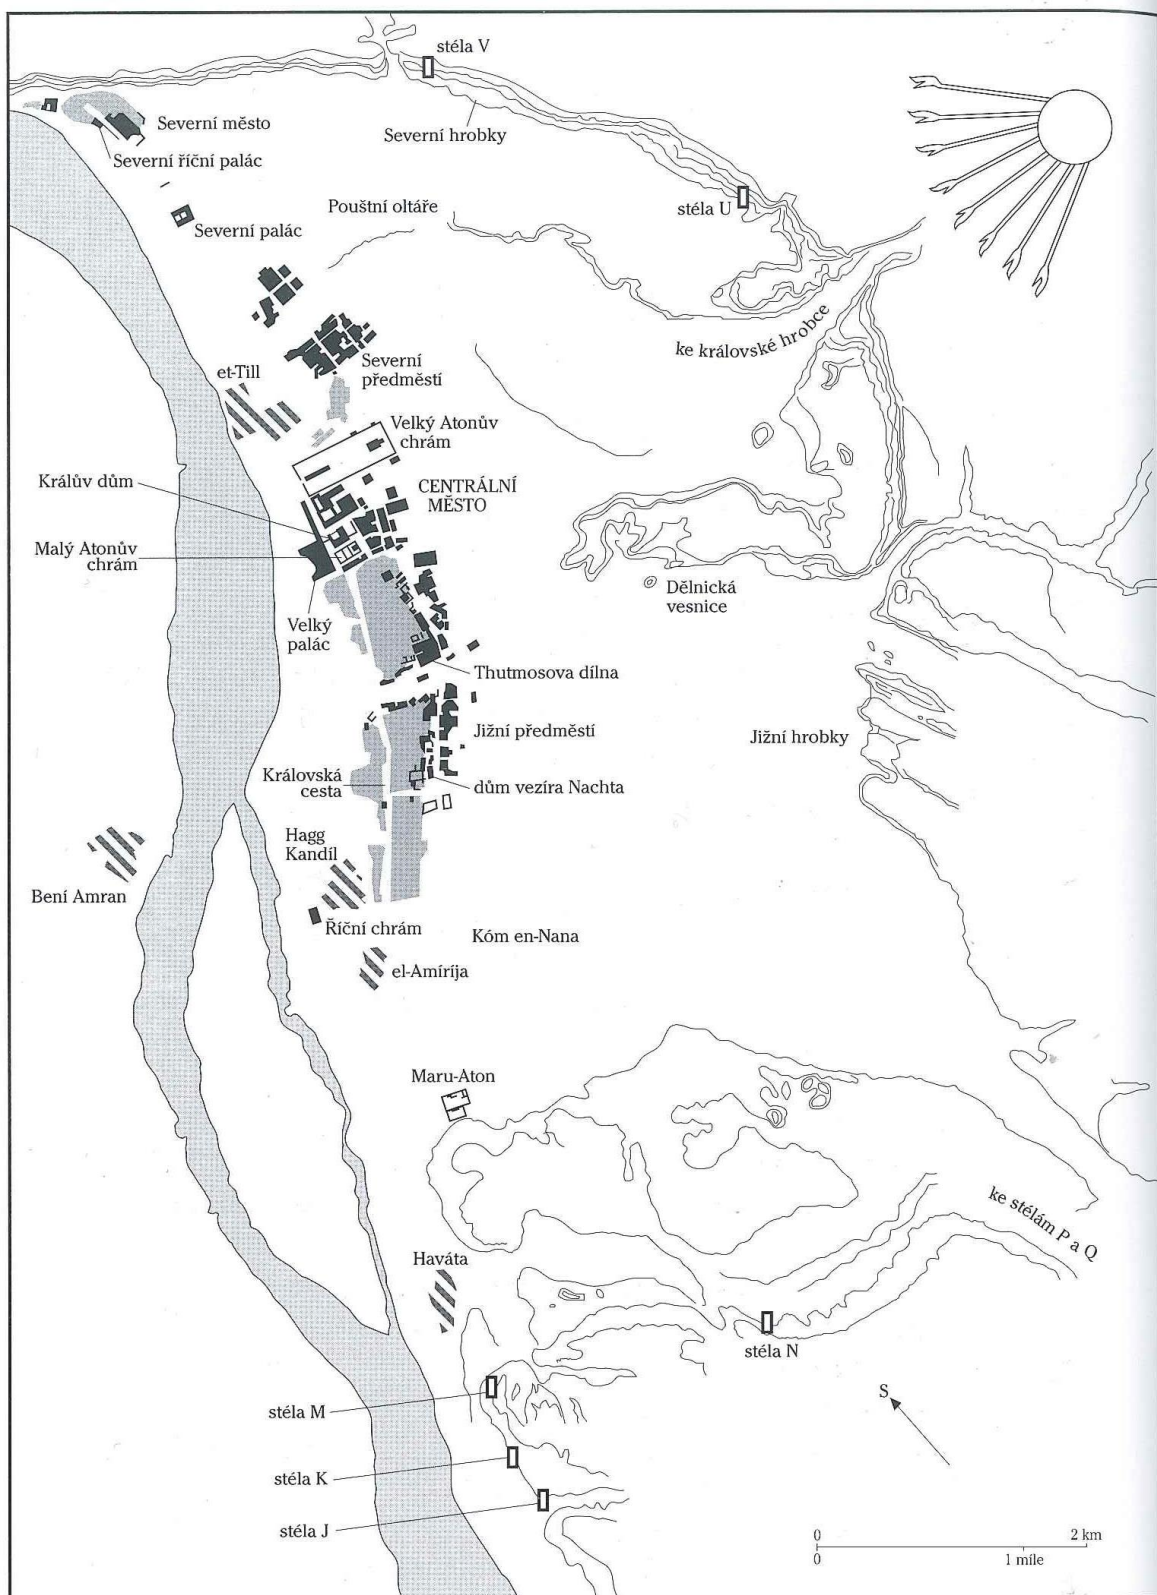 stéla V
Severní město
Severní hrobky
Severní říční palác
stéla U
Pouštní oltáře
Severní palác
ke královské hrobce
Severní
předměstí
et-Till
Velký Atonův
chrám
Králův dům
CENTRÁLNÍ
MĚSTO
Malý Atonův
chrám
Dělnická
vesnice
Velký
palác
Thutmosova dílna
Jižní předměstí
Jižní hrobky
Královská
cesta
dům vezíra Nachta
Hagg
Kandíl
Bení Amran
Říční chrám
Kóm en-Nana
el-Amíríja
Maru-Aton
ke stélám P a Q
Haváta
stéla N
S
stéla M
stéla K
stéla J
0
2 km
0
1 míle